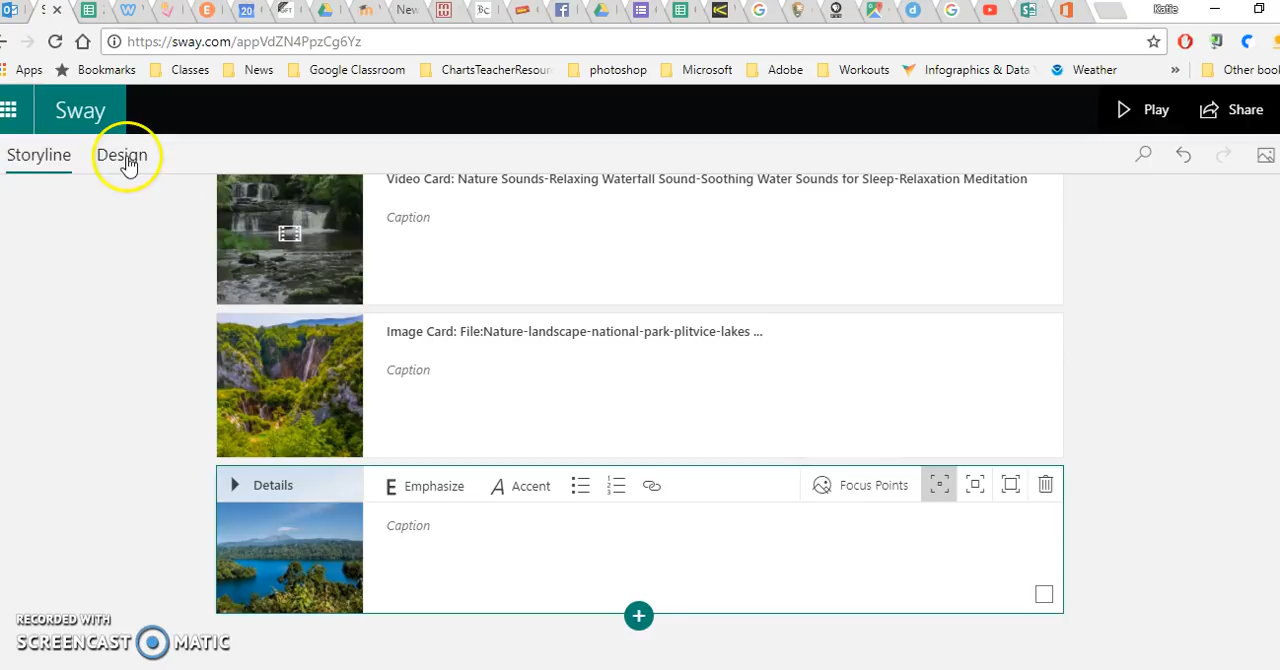 New
20
Katie
https://sway.com/appVdZN4PpzCg6Yz
Apps Bookmarks Classes News Google Classroom ChartsTeacherResour photoshop Microsoft Adobe Workouts Infographics & Data Weather » Other book
Sway Play Share
Storyline Design
Video Card: Nature Sounds-Relaxing Waterfall Sound-Soothing Water Sounds for Sleep-Relaxation Meditation
Caption
Image Card: File:Nature-landscape-national-park-plitvice-lakes ...
Caption
Details E Emphasize A Accent Focus Points
Caption
RECORDED WITH
SCREENCAST MATIC